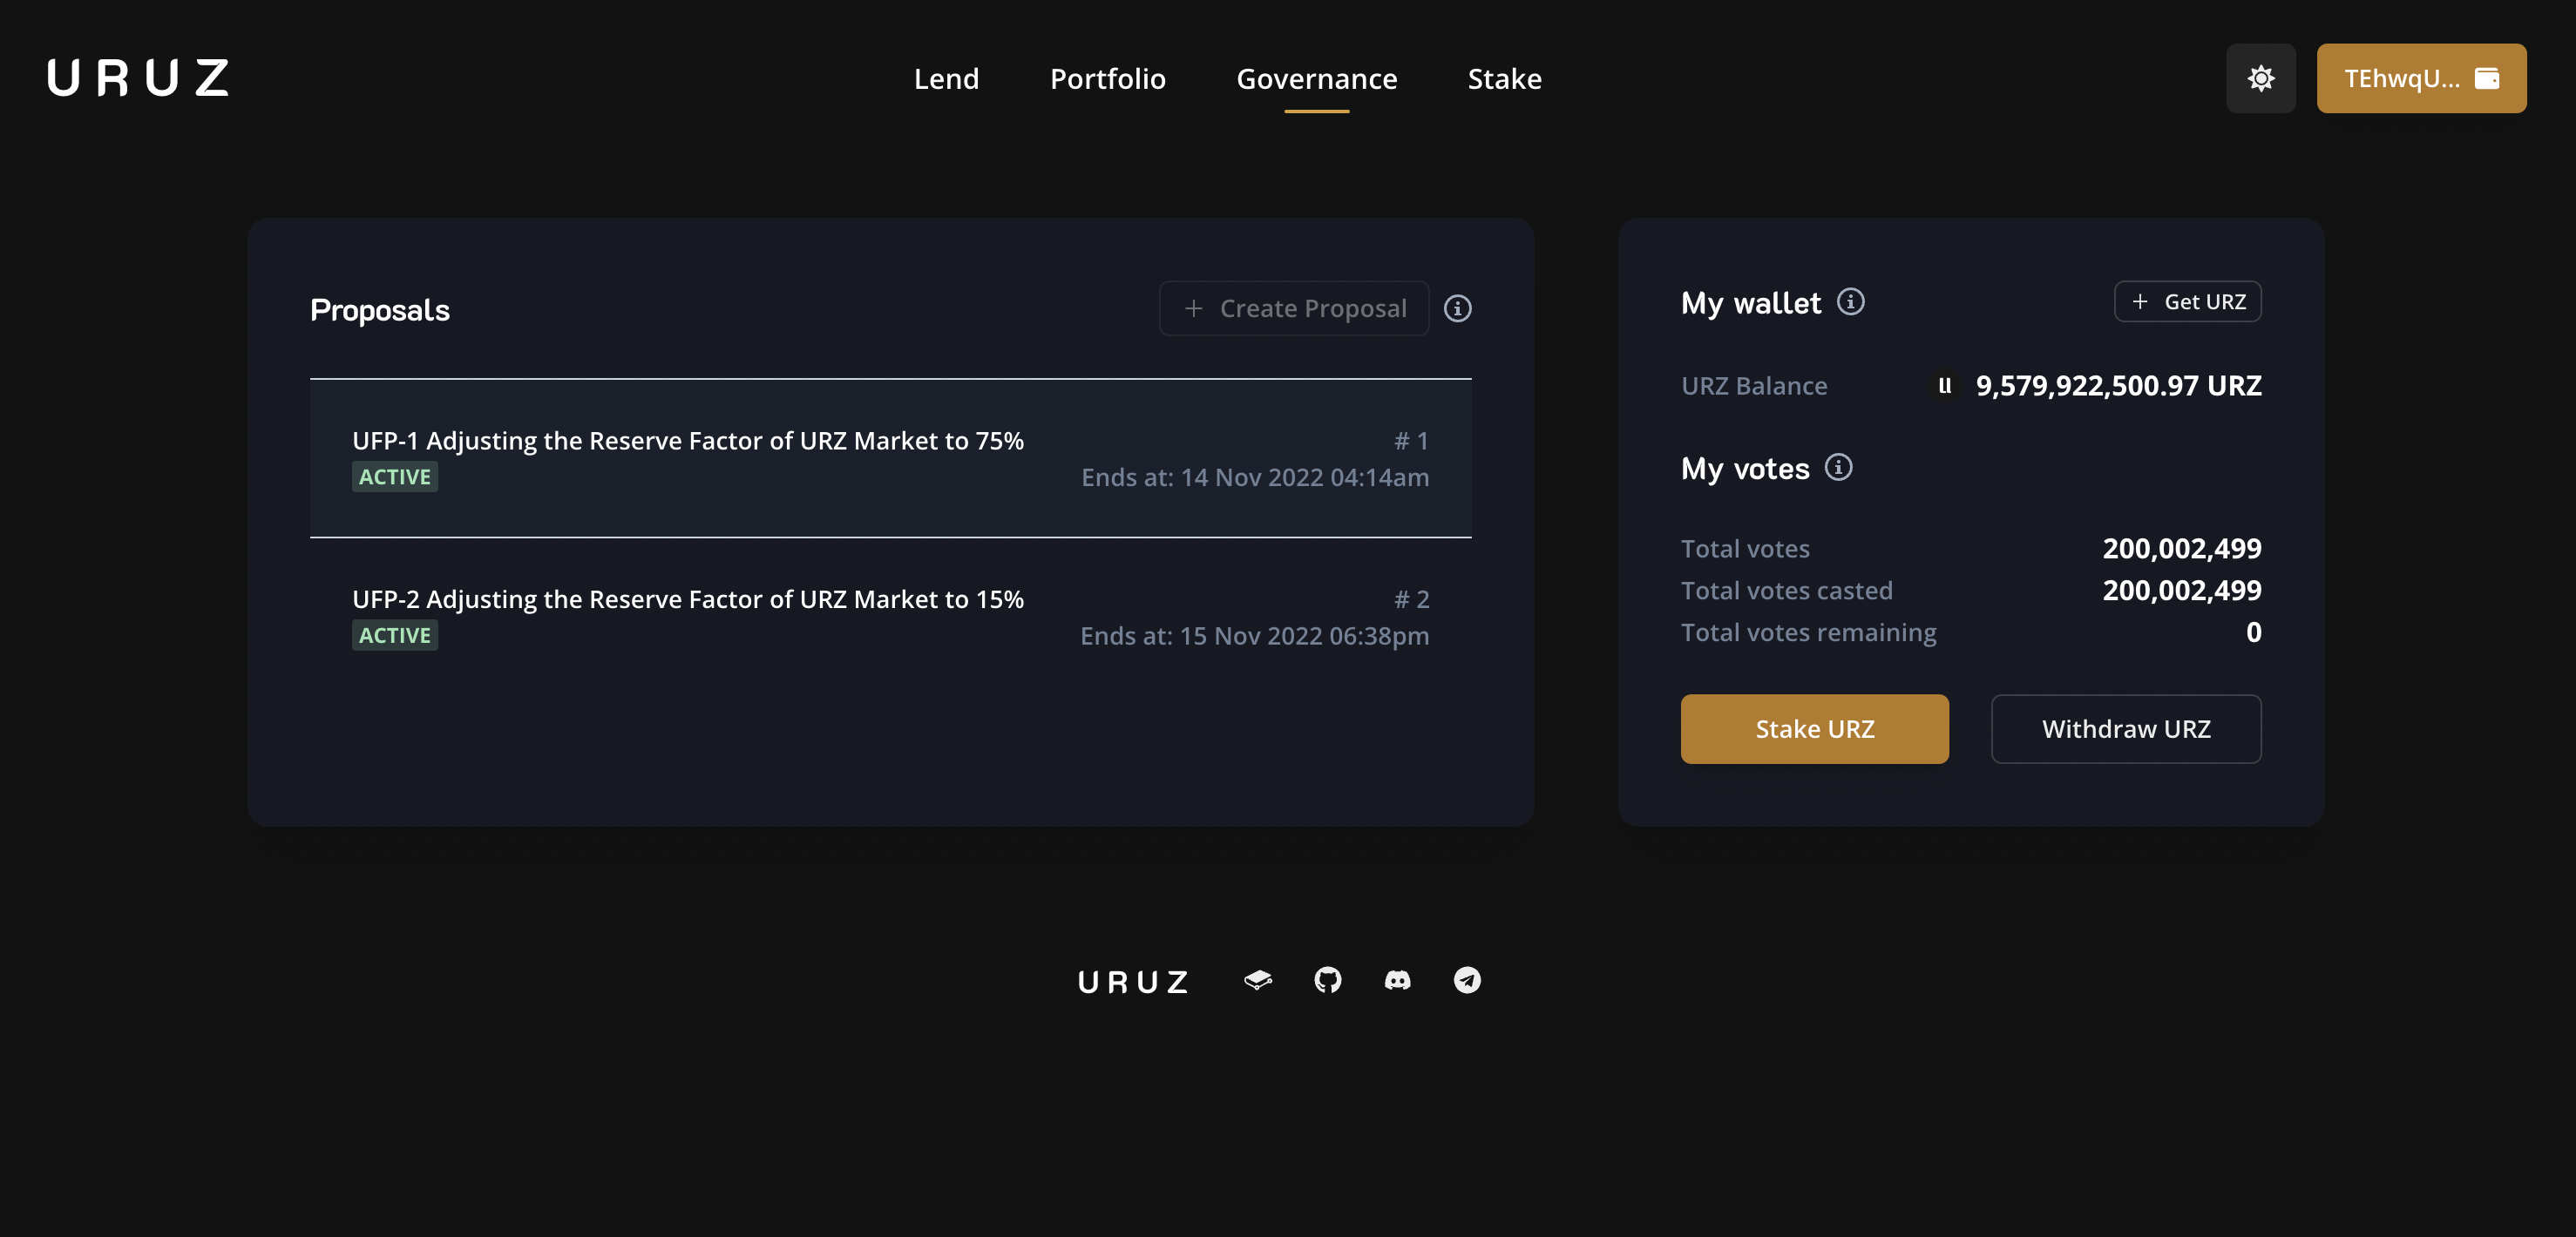 URUZ
Lend Portfolio Governance Stake
TEhwqU...
Proposals
+ Create Proposal
UFP-1 Adjusting the Reserve Factor of URZ Market to 75%
# 1
ACTIVE
Ends at: 14 Nov 2022 04:14am
UFP-2 Adjusting the Reserve Factor of URZ Market to 15%
# 2
ACTIVE
Ends at: 15 Nov 2022 06:38pm
My wallet
+ Get URZ
URZ Balance
9,579,922,500.97 URZ
My votes
Total votes 200,002,499
Total votes casted 200,002,499
Total votes remaining 0
Stake URZ
Withdraw URZ
URUZ